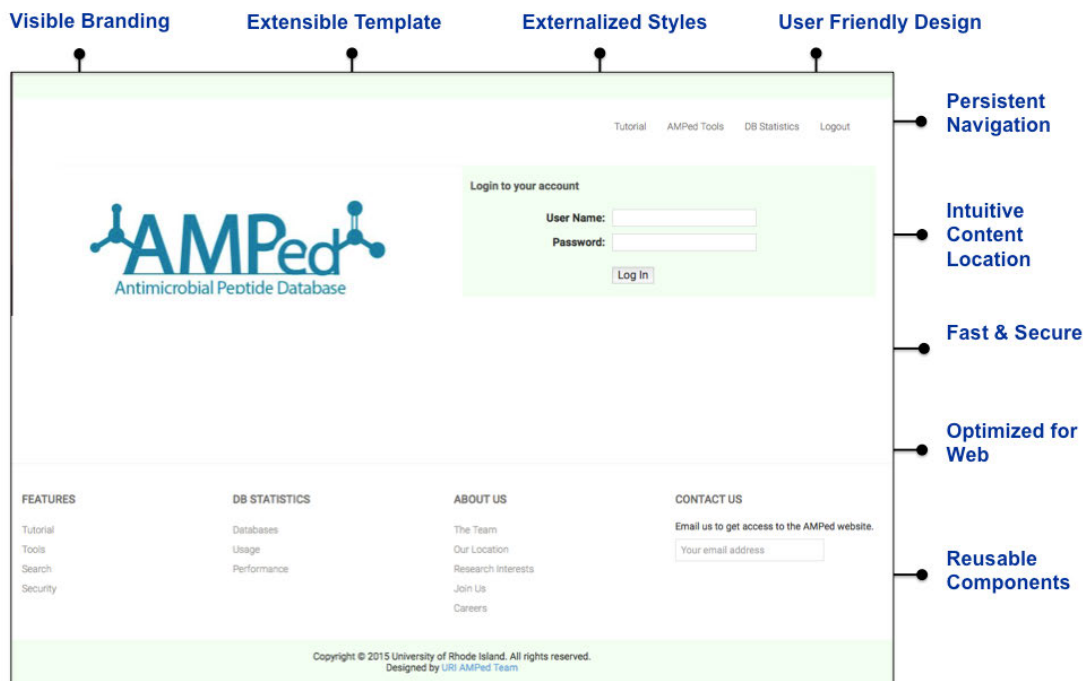 Visible Branding
Extensible Template
Externalized Styles
User Friendly Design
Persistent
Navigation
Tutorial
AMPed Tools
DB Statistics
Logout
Login to your account
User Name:
Password:
Log In
AMPed
Antimicrobial Peptide Database
Intuitive
Content
Location
Fast & Secure
Optimized for
Web
FEATURES
Tutorial
Tools
Search
Security
DB STATISTICS
Databases
Usage
Performance
ABOUT US
The Team
Our Location
Research Interests
Join Us
Careers
CONTACT US
Email us to get access to the AMPed website.
Your email address
Reusable
Components
Copyright © 2015 University of Rhode Island. All rights reserved.
Designed by URI AMPed Team